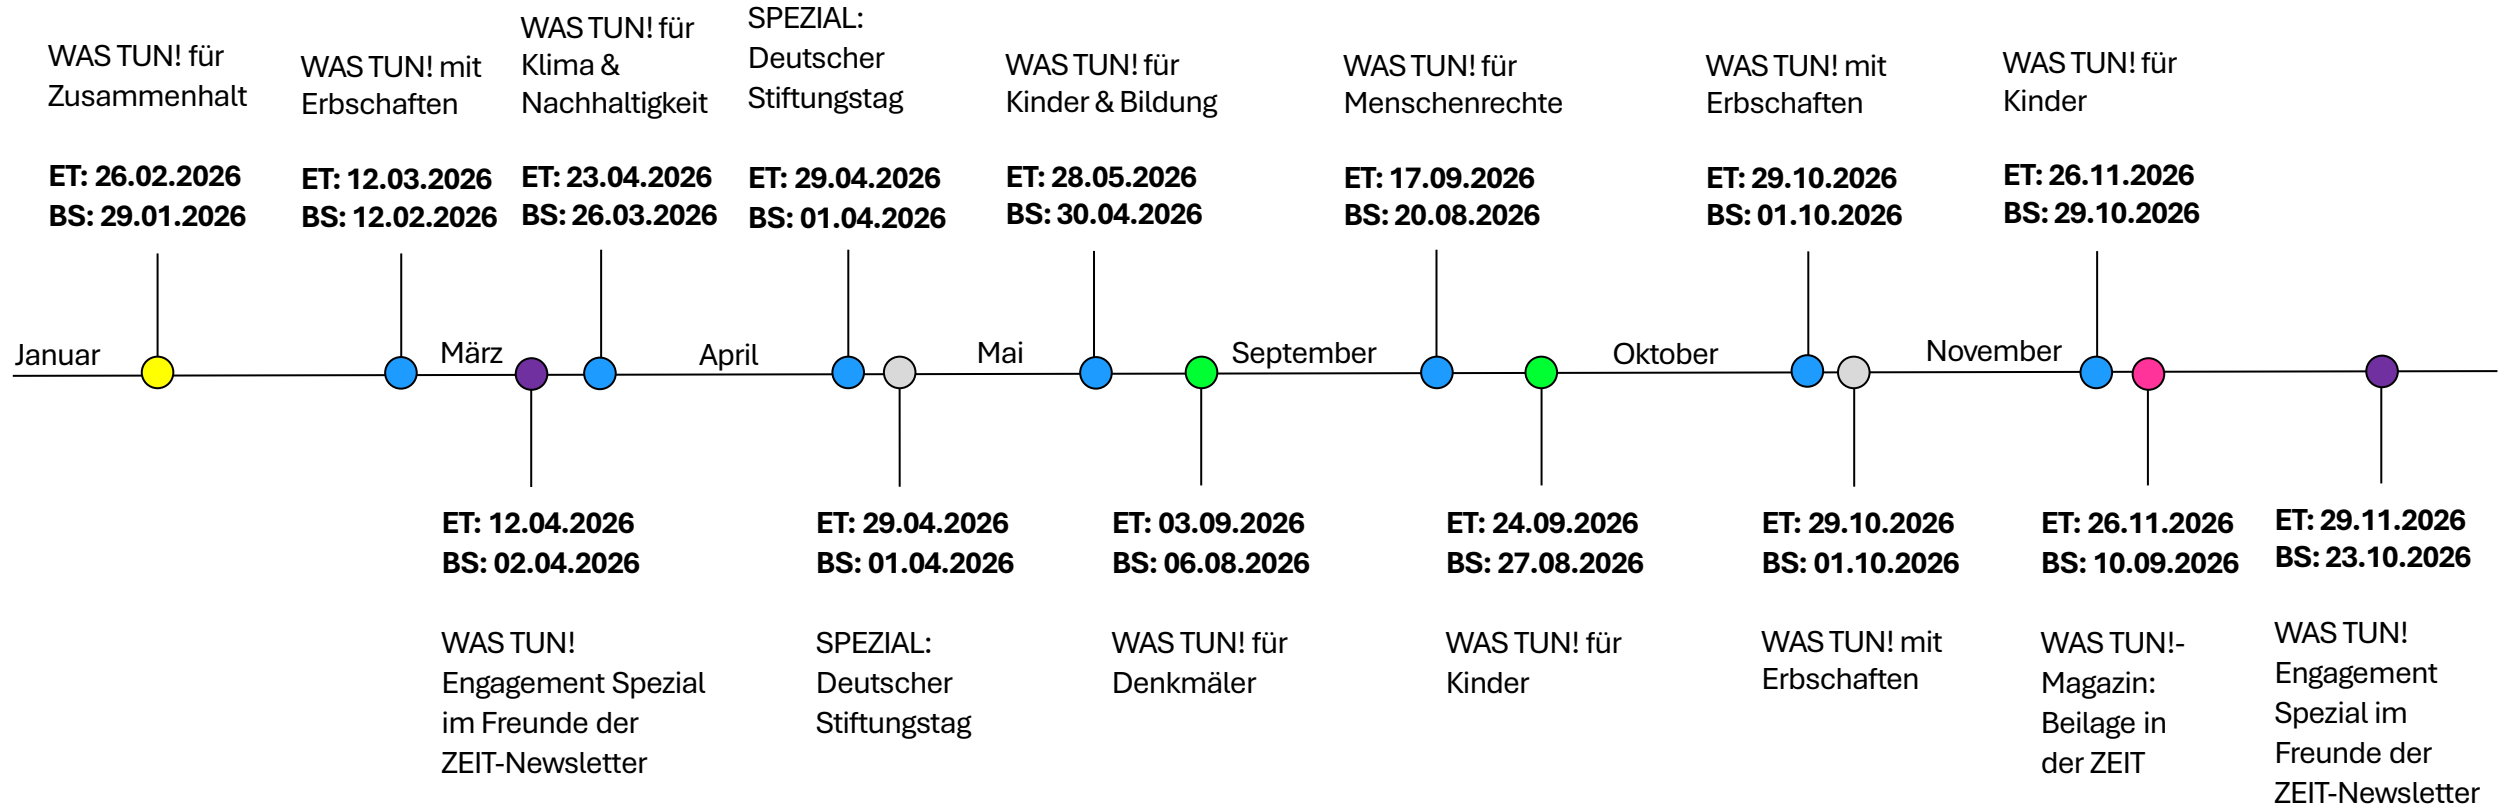 WAS TUN! für
Zusammenhalt
ET: 26.02.2026
BS: 29.01.2026
WAS TUN! mit
Erbschaften
ET: 12.03.2026
BS: 12.02.2026
WAS TUN! für
Klima &
Nachhaltigkeit
ET: 23.04.2026
BS: 26.03.2026
SPEZIAL:
Deutscher
Stiftungstag
ET: 29.04.2026
BS: 01.04.2026
WAS TUN! für
Kinder & Bildung
ET: 28.05.2026
BS: 30.04.2026
WAS TUN! für
Menschenrechte
ET: 17.09.2026
BS: 20.08.2026
WAS TUN! mit
Erbschaften
ET: 29.10.2026
BS: 01.10.2026
WAS TUN! für
Kinder
ET: 26.11.2026
BS: 29.10.2026
Januar
März
April
Mai
September
Oktober
November
ET: 12.04.2026
BS: 02.04.2026
WAS TUN!
Engagement Spezial
im Freunde der
ZEIT-Newsletter
ET: 29.04.2026
BS: 01.04.2026
SPEZIAL:
Deutscher
Stiftungstag
ET: 03.09.2026
BS: 06.08.2026
WAS TUN! für
Denkmäler
ET: 24.09.2026
BS: 27.08.2026
WAS TUN! für
Kinder
ET: 29.10.2026
BS: 01.10.2026
WAS TUN! mit
Erbschaften
ET: 26.11.2026
BS: 10.09.2026
WAS TUN!-
Magazin:
Beilage in
der ZEIT
ET: 29.11.2026
BS: 23.10.2026
WAS TUN!
Engagement
Spezial im
Freunde der
ZEIT-Newsletter